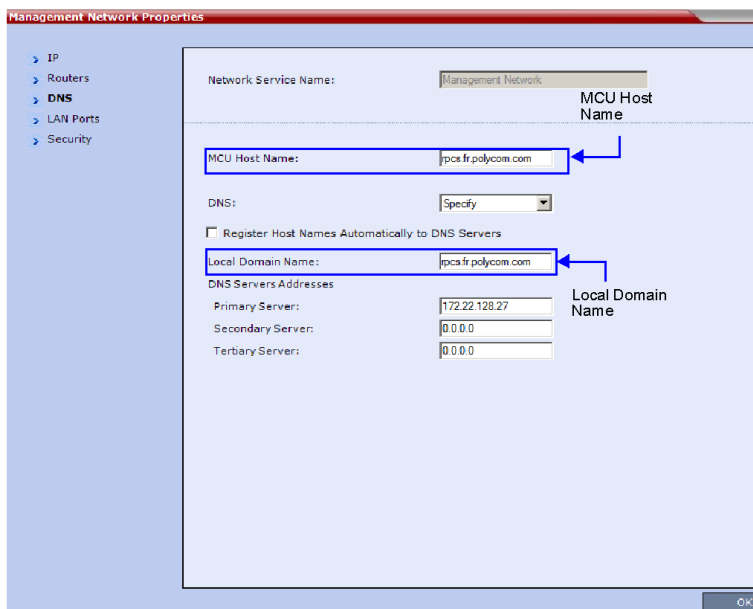 Management Network Properties
IP
Routers
DNS
LAN Ports
Security
Network Service Name: Management Network
MCU Host
Name
MCU Host Name: rpcs.fr.polycom.com
DNS: Specify
Register Host Names Automatically to DNS Servers
Local Domain Name: rpcs.fr.polycom.com
DNS Servers Addresses
Primary Server: 172.22.128.27
Local Domain
Name
Secondary Server: 0.0.0.0
Tertiary Server: 0.0.0.0
OK